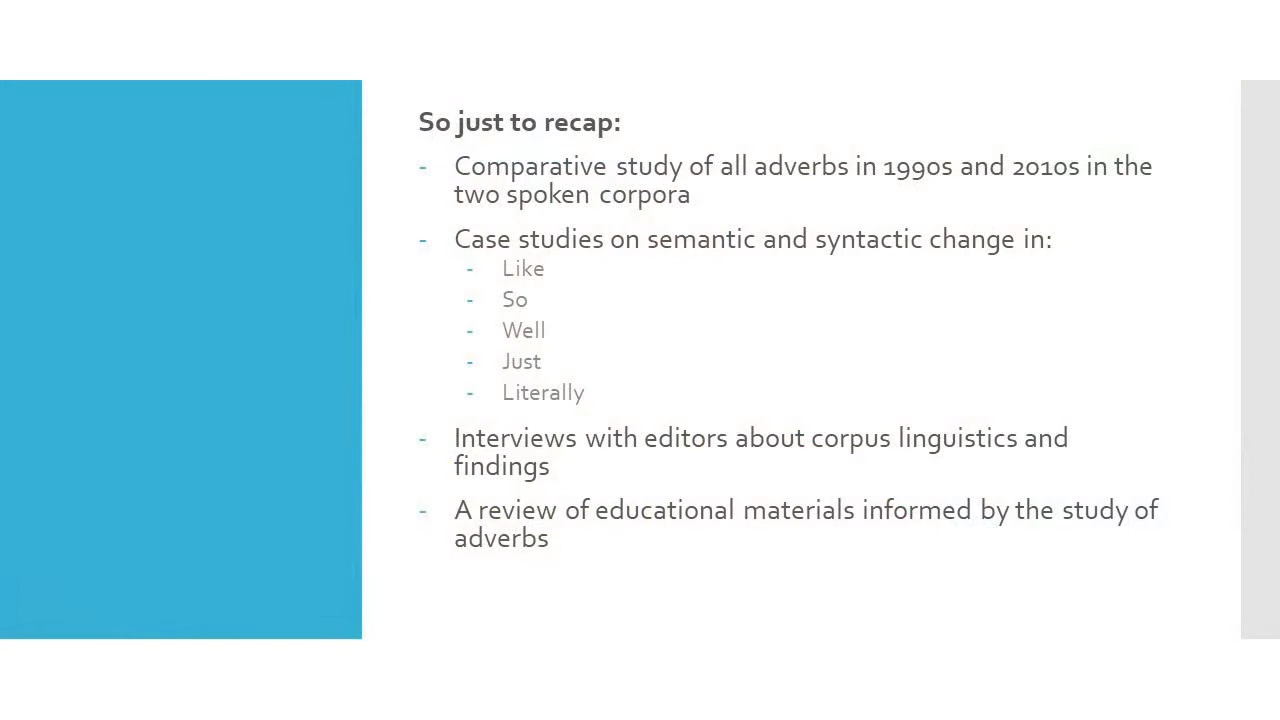 So just to recap:
- Comparative study of all adverbs in 1990s and 2010s in the
two spoken corpora
- Case studies on semantic and syntactic change in:
- Like
- So
- Well
- Just
- Literally
- Interviews with editors about corpus linguistics and
findings
- A review of educational materials informed by the study of
adverbs